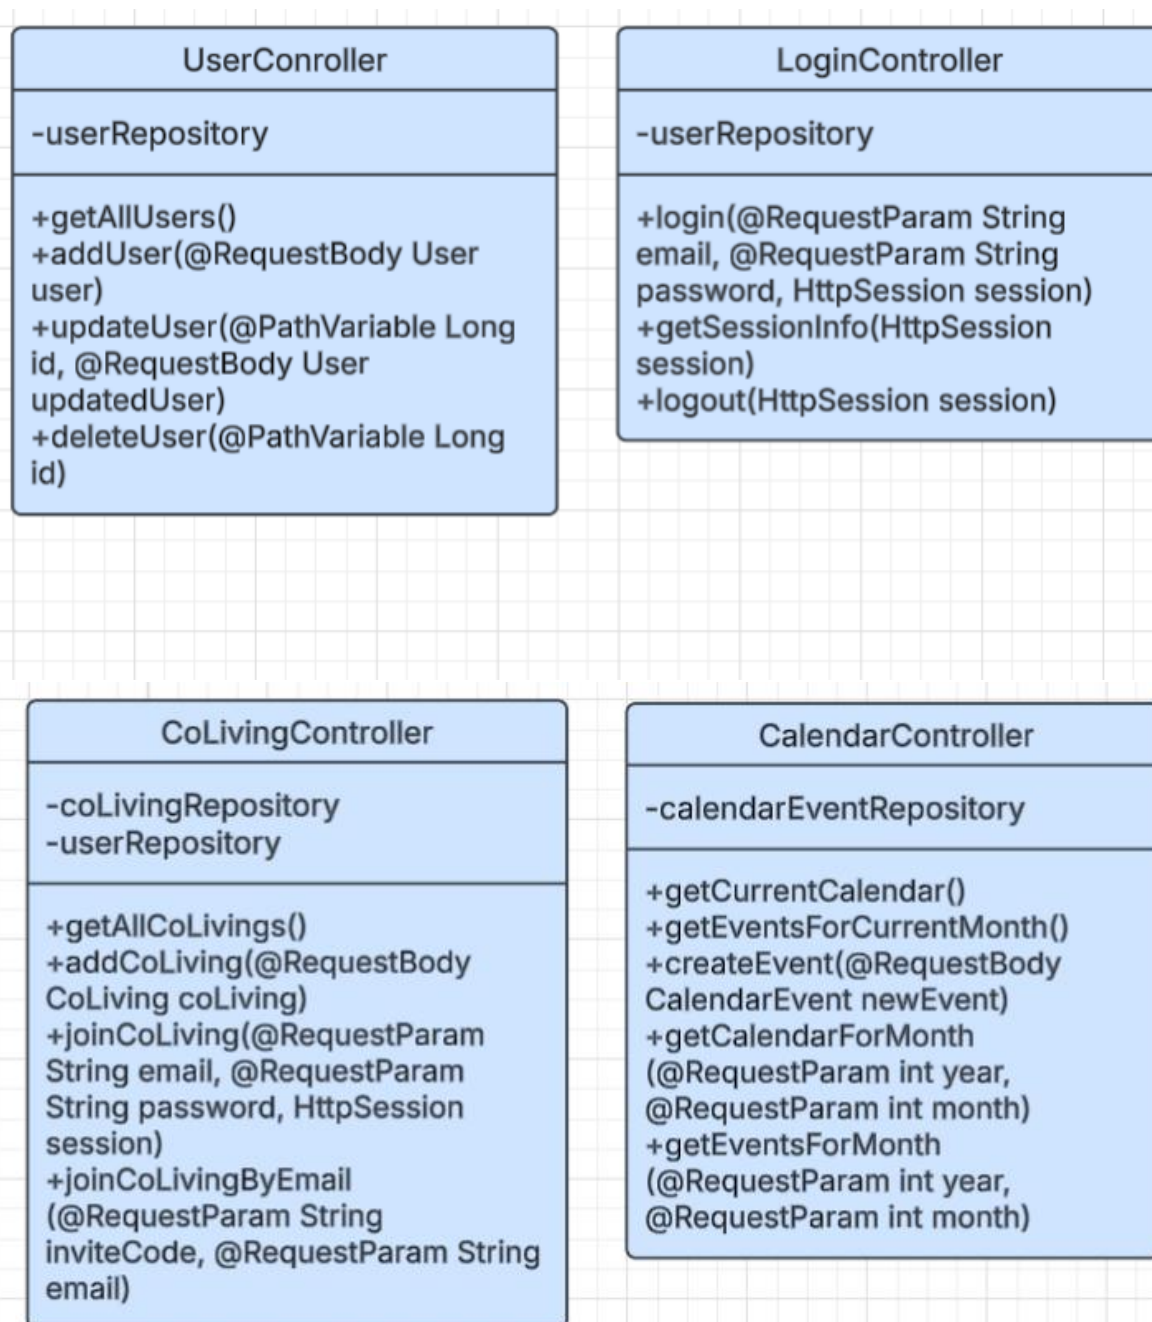 UserConroller
-userRepository
+getAllUsers()
+addUser(@RequestBody User
user)
+updateUser(@PathVariable Long
id, @RequestBody User
updatedUser)
+deleteUser(@PathVariable Long
id)
LoginController
-userRepository
+login(@RequestParam String
email, @RequestParam String
password, HttpSession session)
+getSessionInfo(HttpSession
session)
+logout(HttpSession session)
CoLivingController
-coLivingRepository
-userRepository
+getAllCoLivings()
+addCoLiving(@RequestBody
CoLiving coLiving)
+joinCoLiving(@RequestParam
String email, @RequestParam
String password, HttpSession
session)
+joinCoLivingByEmail
(@RequestParam String
inviteCode, @RequestParam String
email)
CalendarController
-calendarEventRepository
+getCurrentCalendar()
+getEventsForCurrentMonth()
+createEvent(@RequestBody
CalendarEvent newEvent)
+getCalendarForMonth
(@RequestParam int year,
@RequestParam int month)
+getEventsForMonth
(@RequestParam int year,
@RequestParam int month)